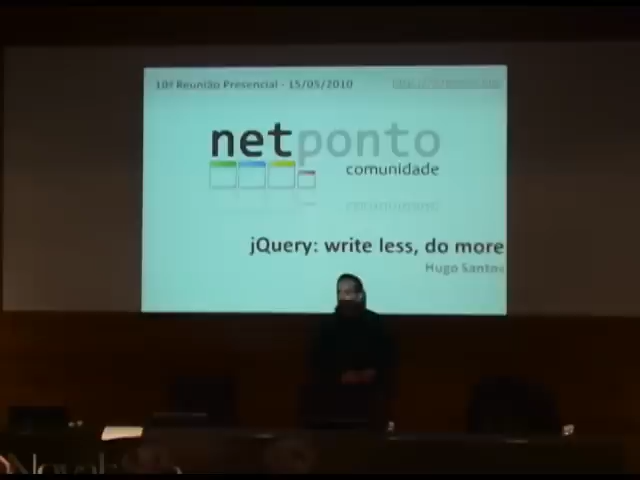 10ª Reunião Presencial - 15/05/2010
netponto
comunidade
jQuery: write less, do more
Hugo Santos